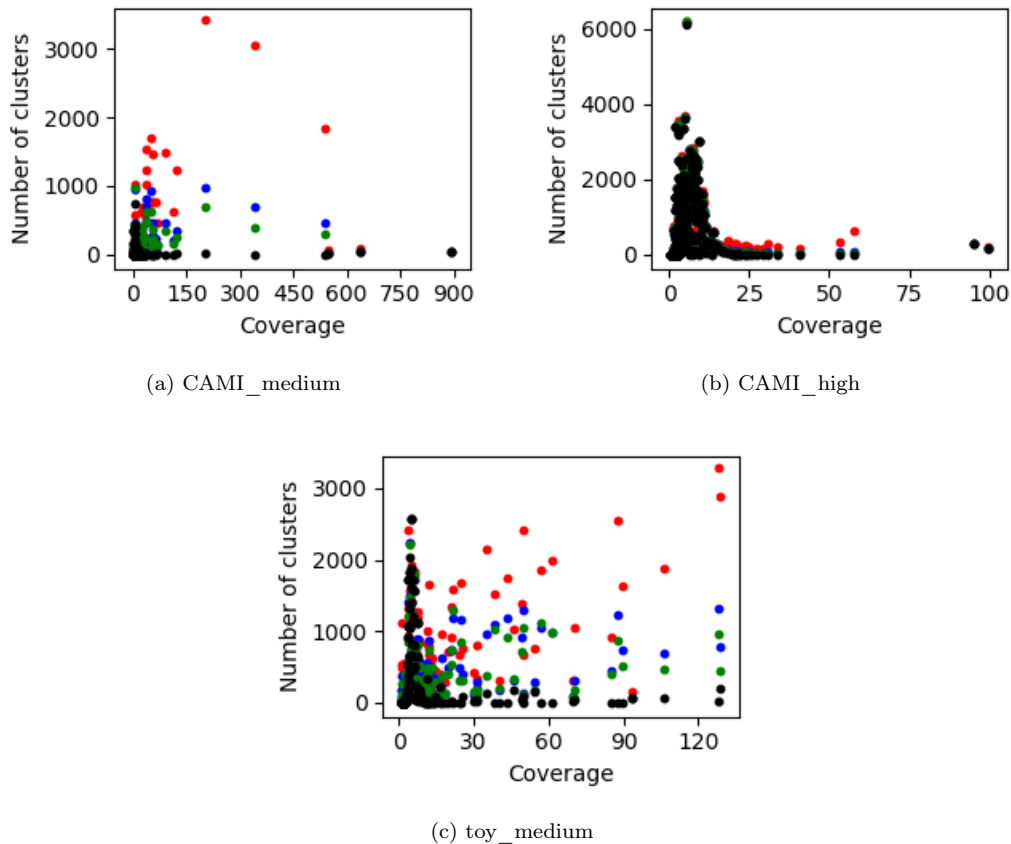 Number of clusters
3000
2000
1000
0
0 150 300 450 600 750 900
Coverage
(a) CAMI_medium
Number of clusters
6000
4000
2000
0
0 25 50 75 100
Coverage
(b) CAMI_high
Number of clusters
3000
2000
1000
0
0 30 60 90 120
Coverage
(c) toy_medium